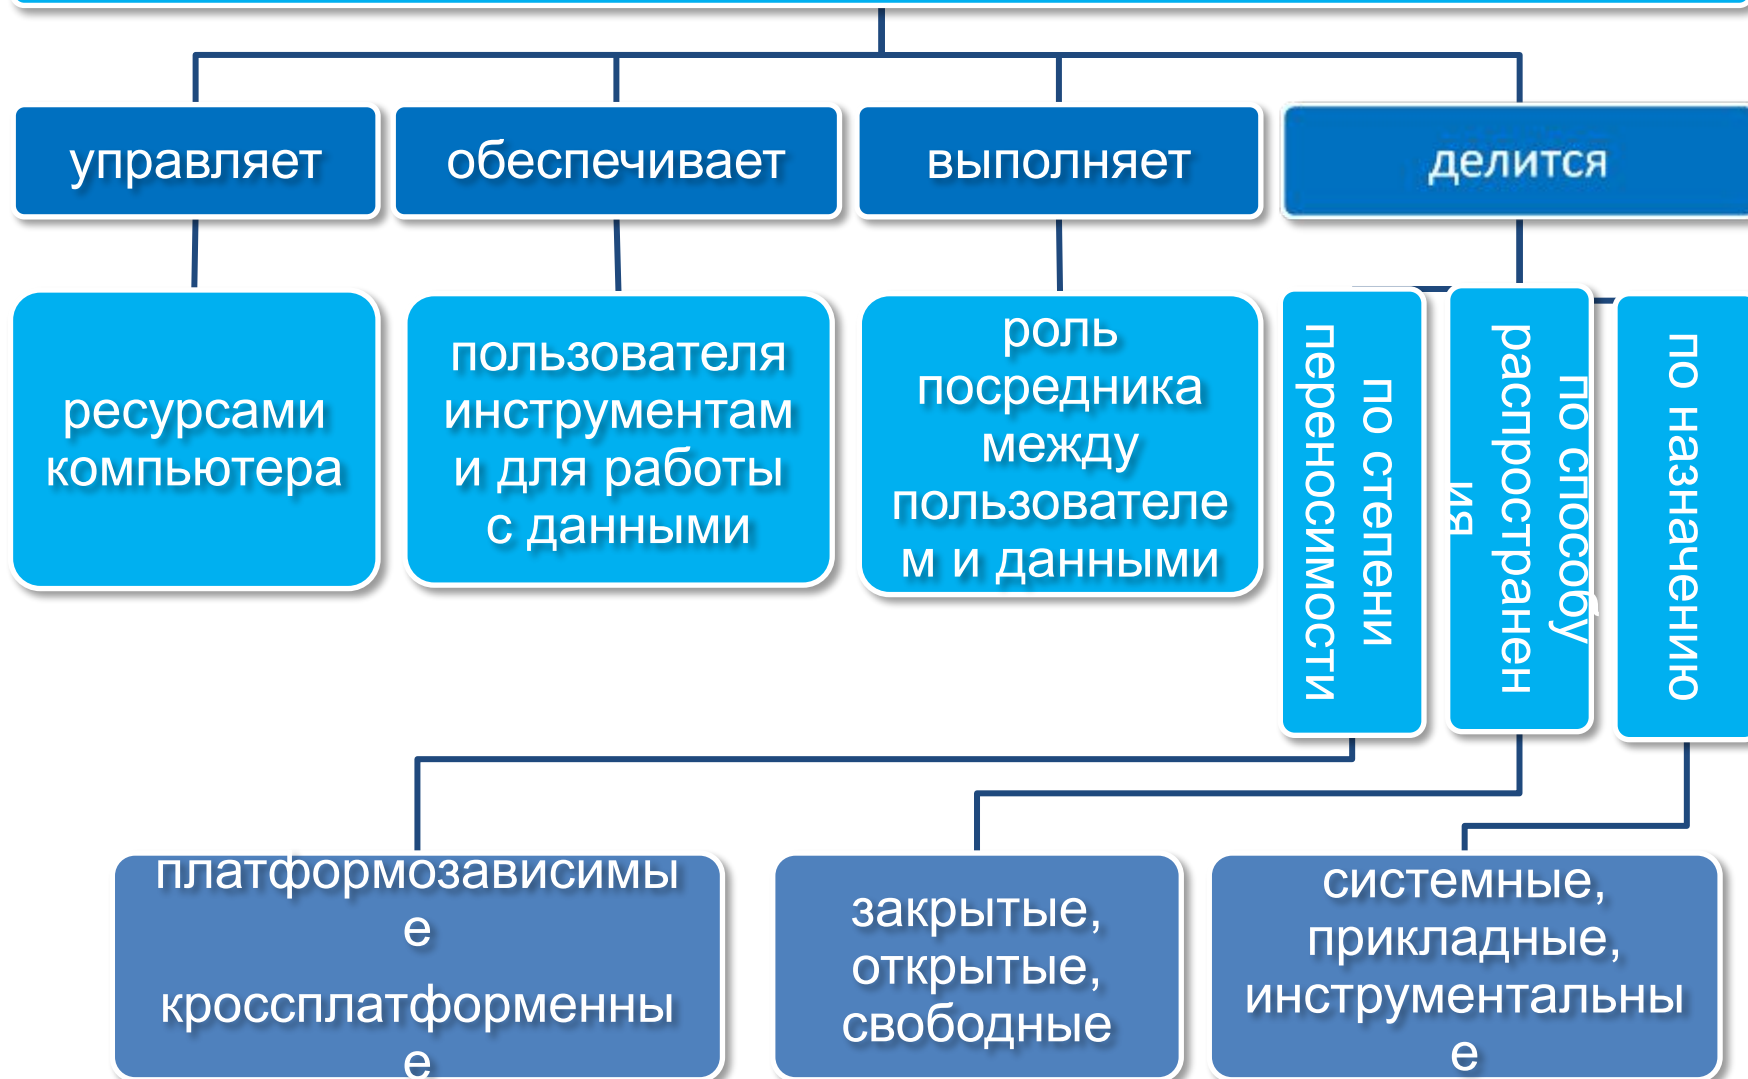 управляет
обеспечивает
выполняет
делится
ресурсами
компьютера
пользователя
инструментам
и для работы
с данными
роль
посредника
между
пользователе
м и данными
по степени
переносимости
по способу
распространен
ия
по назначению
платформозависимы
е
кроссплатформенны
е
закрытые,
открытые,
свободные
системные,
прикладные,
инструментальны
е